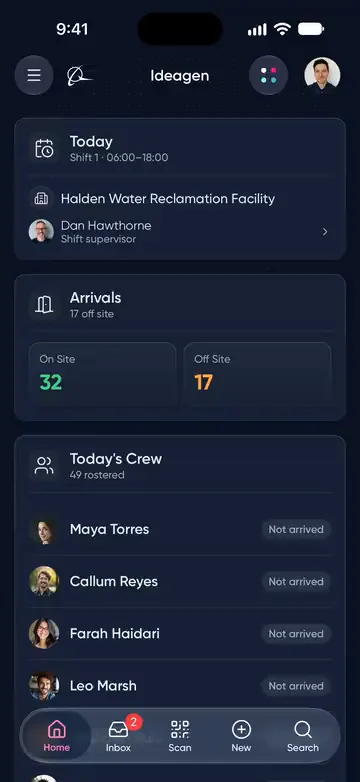 9:41
Ideagen
Today
Shift 1 · 06:00–18:00
Halden Water Reclamation Facility
Dan Hawthorne
Shift supervisor
Arrivals
17 off site
On Site
Off Site
32
17
Today's Crew
49 rostered
Maya Torres
Not arrived
Callum Reyes
Not arrived
Farah Haidari
Not arrived
Leo Marsh
Not arrived
2
Home
Inbox
Scan
New
Search